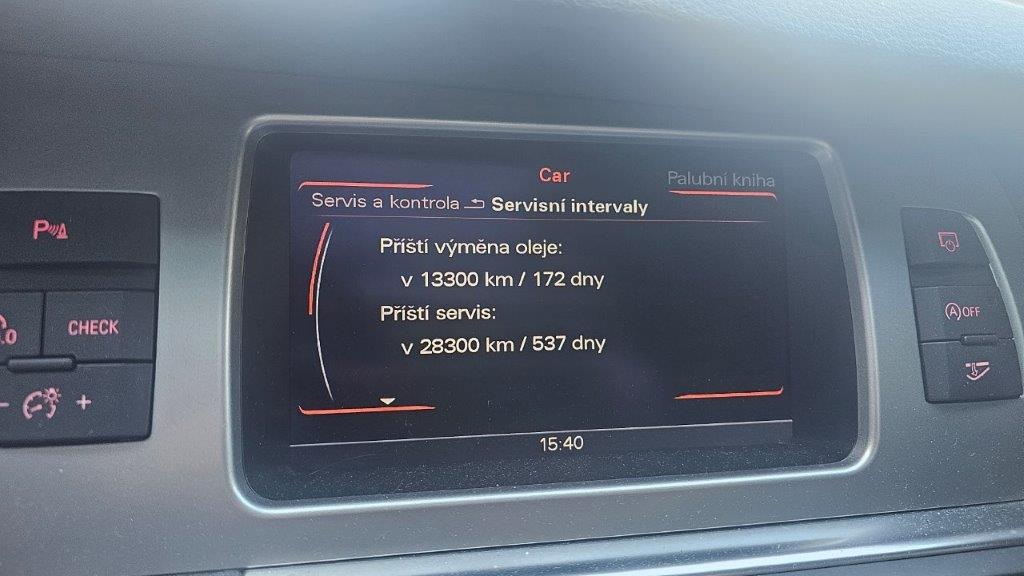 Car
Palubní kniha
Servis a kontrola Servisní intervaly
Příští výměna oleje:
v 13300 km / 172 dny
Příští servis:
v 28300 km / 537 dny
15:40
P
CHECK
- +
A OFF